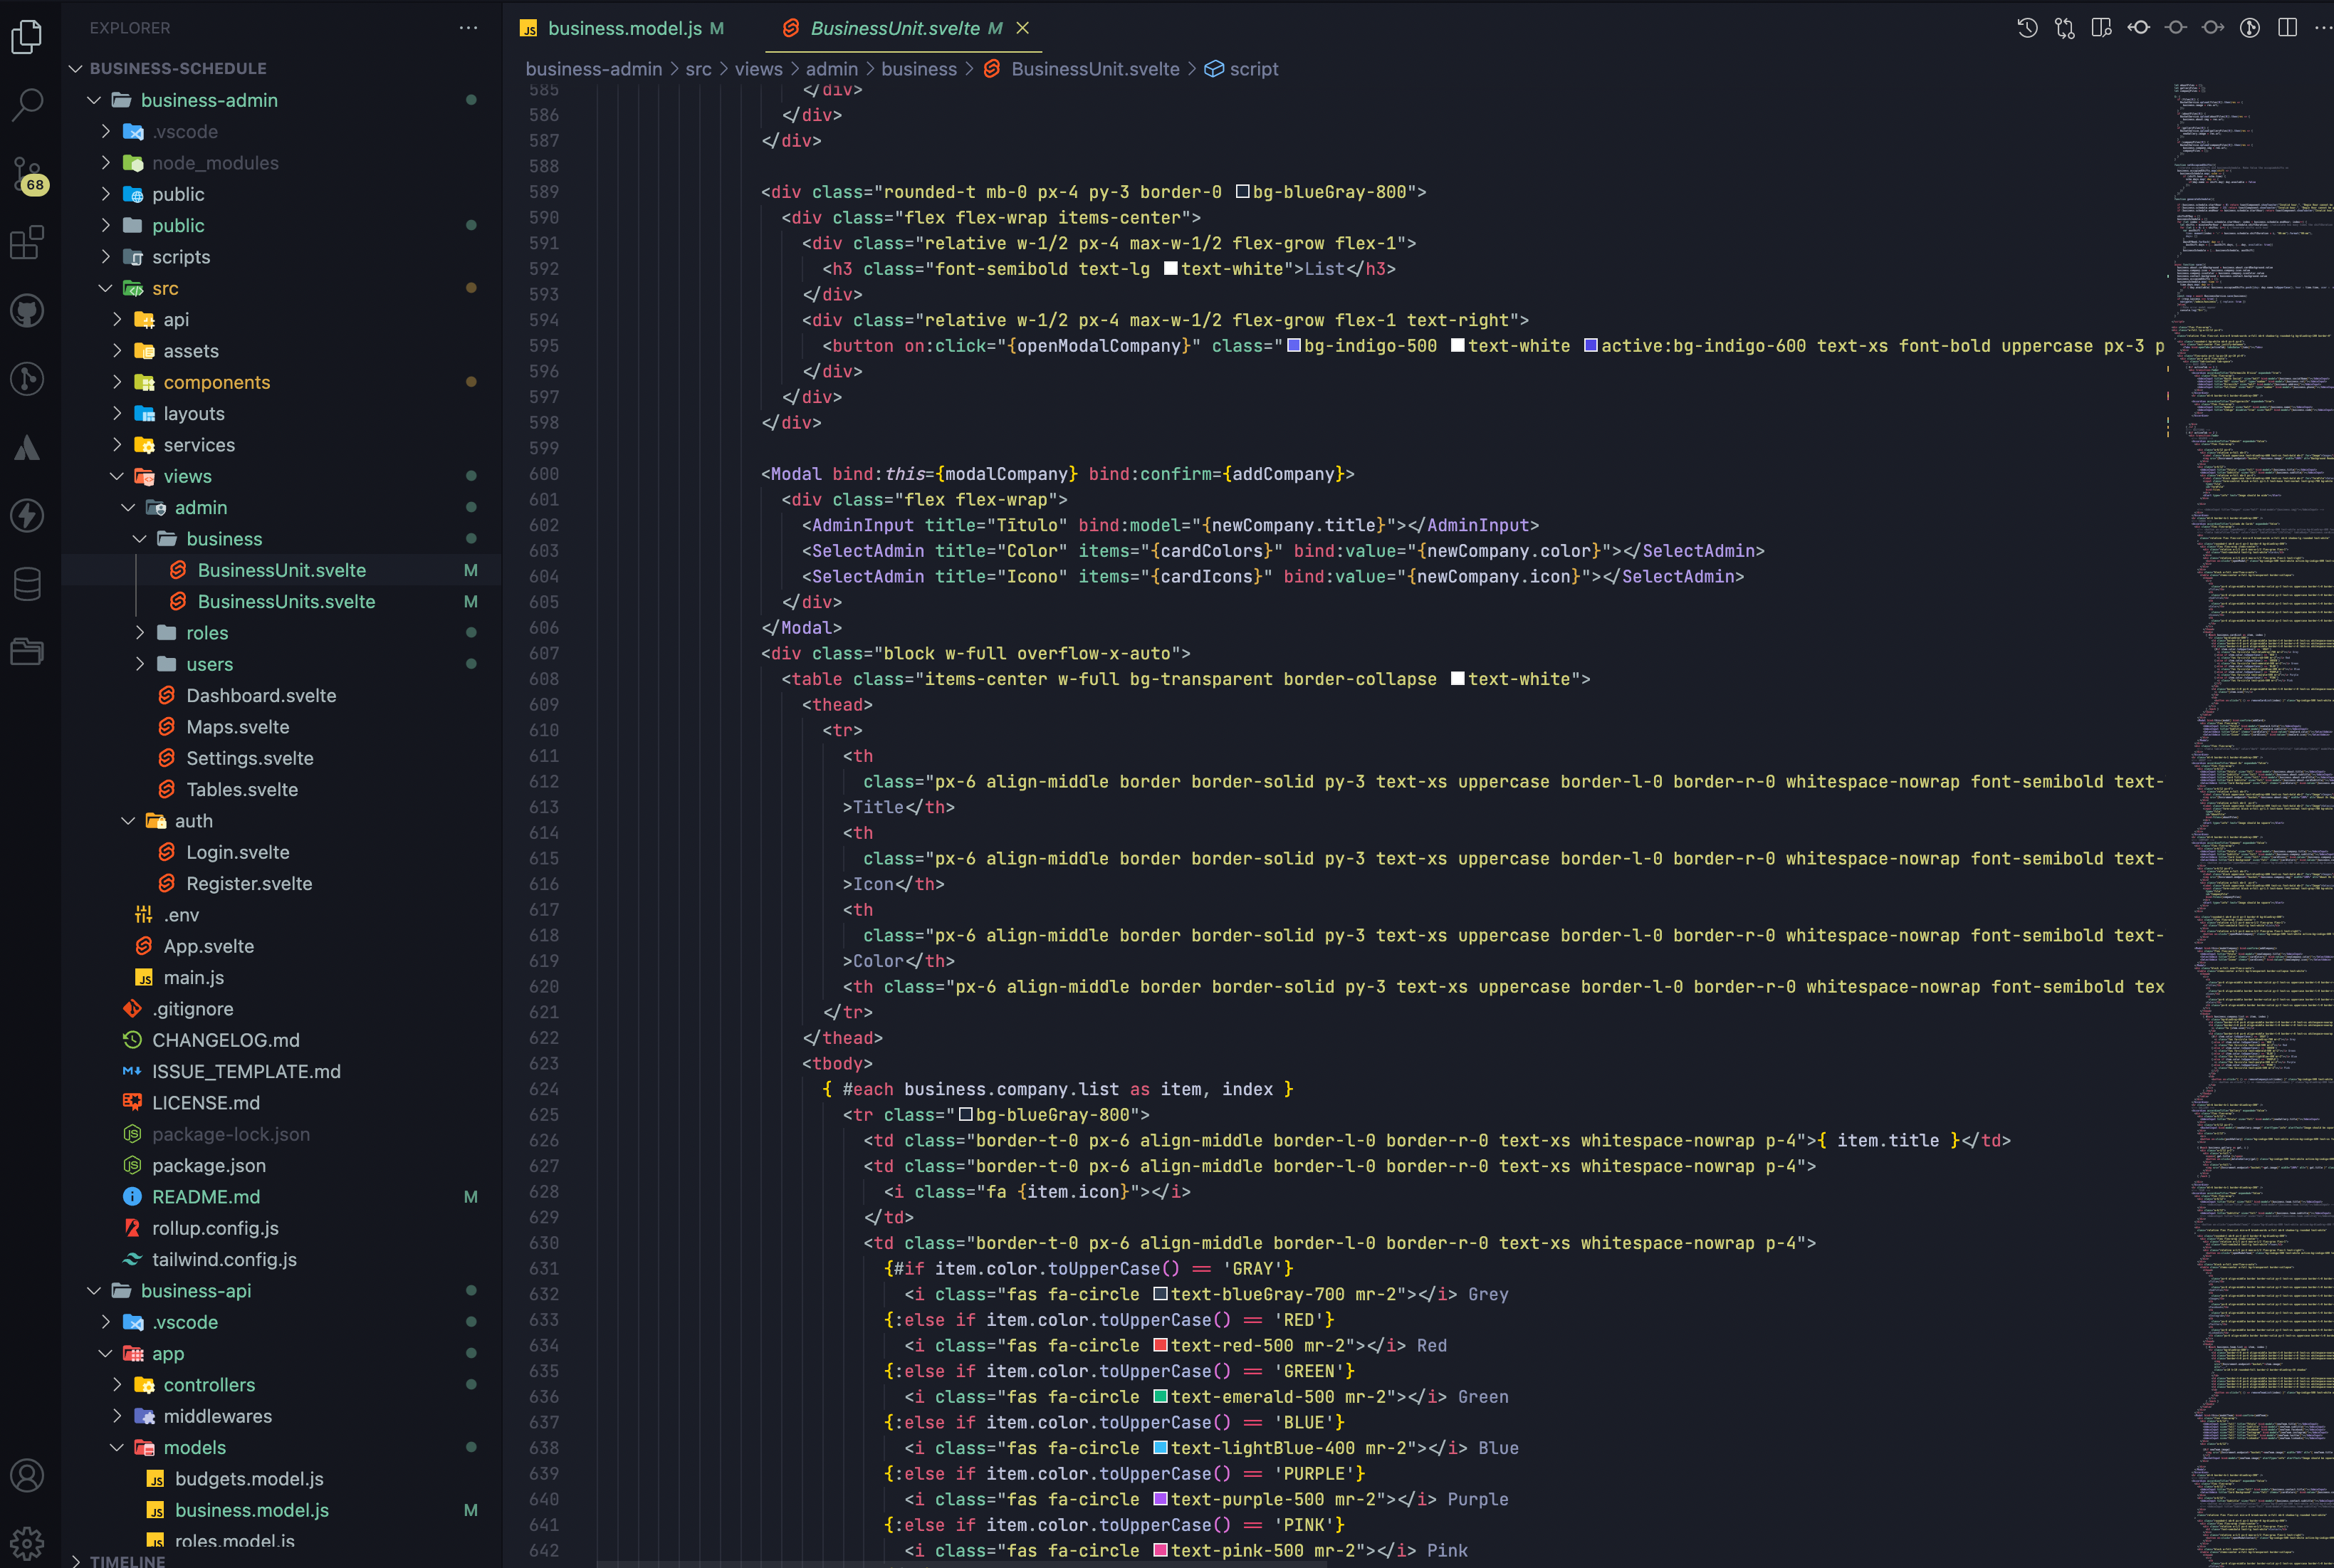 EXPLORER
BUSINESS-SCHEDULE
business-admin
.vscode
node_modules
public
public
scripts
src
api
assets
components
layouts
services
views
admin
business
BusinessUnit.svelte M
BusinessUnits.svelte M
roles
users
Dashboard.svelte
Maps.svelte
Settings.svelte
Tables.svelte
auth
Login.svelte
Register.svelte
.env
App.svelte
main.js
.gitignore
CHANGELOG.md
ISSUE_TEMPLATE.md
LICENSE.md
package-lock.json
package.json
README.md M
rollup.config.js
tailwind.config.js
business-api
.vscode
app
controllers
middlewares
models
budgets.model.js
business.model.js M
roles.model.js
TIMELINE
68
business.model.js M
BusinessUnit.svelte M
business-admin > src > views > admin > business > BusinessUnit.svelte > script
585 </div>
586 </div>
587 </div>
588
589 <div class="rounded-t mb-0 px-4 py-3 border-0 bg-blueGray-800">
590 <div class="flex flex-wrap items-center">
591 <div class="relative w-1/2 px-4 max-w-1/2 flex-grow flex-1">
592 <h3 class="font-semibold text-lg text-white">List</h3>
593 </div>
594 <div class="relative w-1/2 px-4 max-w-1/2 flex-grow flex-1 text-right">
595 <button on:click="{openModalCompany}" class="bg-indigo-500 text-white active:bg-indigo-600 text-xs font-bold uppercase px-3 p
596 </div>
597 </div>
598 </div>
599
600 <Modal bind:this={modalCompany} bind:confirm={addCompany}>
601 <div class="flex flex-wrap">
602 <AdminInput title="Título" bind:model="{newCompany.title}"></AdminInput>
603 <SelectAdmin title="Color" items="{cardColors}" bind:value="{newCompany.color}"></SelectAdmin>
604 <SelectAdmin title="Icono" items="{cardIcons}" bind:value="{newCompany.icon}"></SelectAdmin>
605 </div>
606 </Modal>
607 <div class="block w-full overflow-x-auto">
608 <table class="items-center w-full bg-transparent border-collapse text-white">
609 <thead>
610 <tr>
611 <th
612 class="px-6 align-middle border border-solid py-3 text-xs uppercase border-l-0 border-r-0 whitespace-nowrap font-semibold text-
613 >Title</th>
614 <th
615 class="px-6 align-middle border border-solid py-3 text-xs uppercase border-l-0 border-r-0 whitespace-nowrap font-semibold text-
616 >Icon</th>
617 <th
618 class="px-6 align-middle border border-solid py-3 text-xs uppercase border-l-0 border-r-0 whitespace-nowrap font-semibold text-
619 >Color</th>
620 <th class="px-6 align-middle border border-solid py-3 text-xs uppercase border-l-0 border-r-0 whitespace-nowrap font-semibold tex
621 </tr>
622 </thead>
623 <tbody>
624 { #each business.company.list as item, index }
625 <tr class="bg-blueGray-800">
626 <td class="border-t-0 px-6 align-middle border-l-0 border-r-0 text-xs whitespace-nowrap p-4">{ item.title }</td>
627 <td class="border-t-0 px-6 align-middle border-l-0 border-r-0 text-xs whitespace-nowrap p-4">
628 <i class="fa {item.icon}"></i>
629 </td>
630 <td class="border-t-0 px-6 align-middle border-l-0 border-r-0 text-xs whitespace-nowrap p-4">
631 {#if item.color.toUpperCase() == 'GRAY'}
632 <i class="fas fa-circle text-blueGray-700 mr-2"></i> Grey
633 {:else if item.color.toUpperCase() == 'RED'}
634 <i class="fas fa-circle text-red-500 mr-2"></i> Red
635 {:else if item.color.toUpperCase() == 'GREEN'}
636 <i class="fas fa-circle text-emerald-500 mr-2"></i> Green
637 {:else if item.color.toUpperCase() == 'BLUE'}
638 <i class="fas fa-circle text-lightBlue-400 mr-2"></i> Blue
639 {:else if item.color.toUpperCase() == 'PURPLE'}
640 <i class="fas fa-circle text-purple-500 mr-2"></i> Purple
641 {:else if item.color.toUpperCase() == 'PINK'}
642 <i class="fas fa-circle text-pink-500 mr-2"></i> Pink